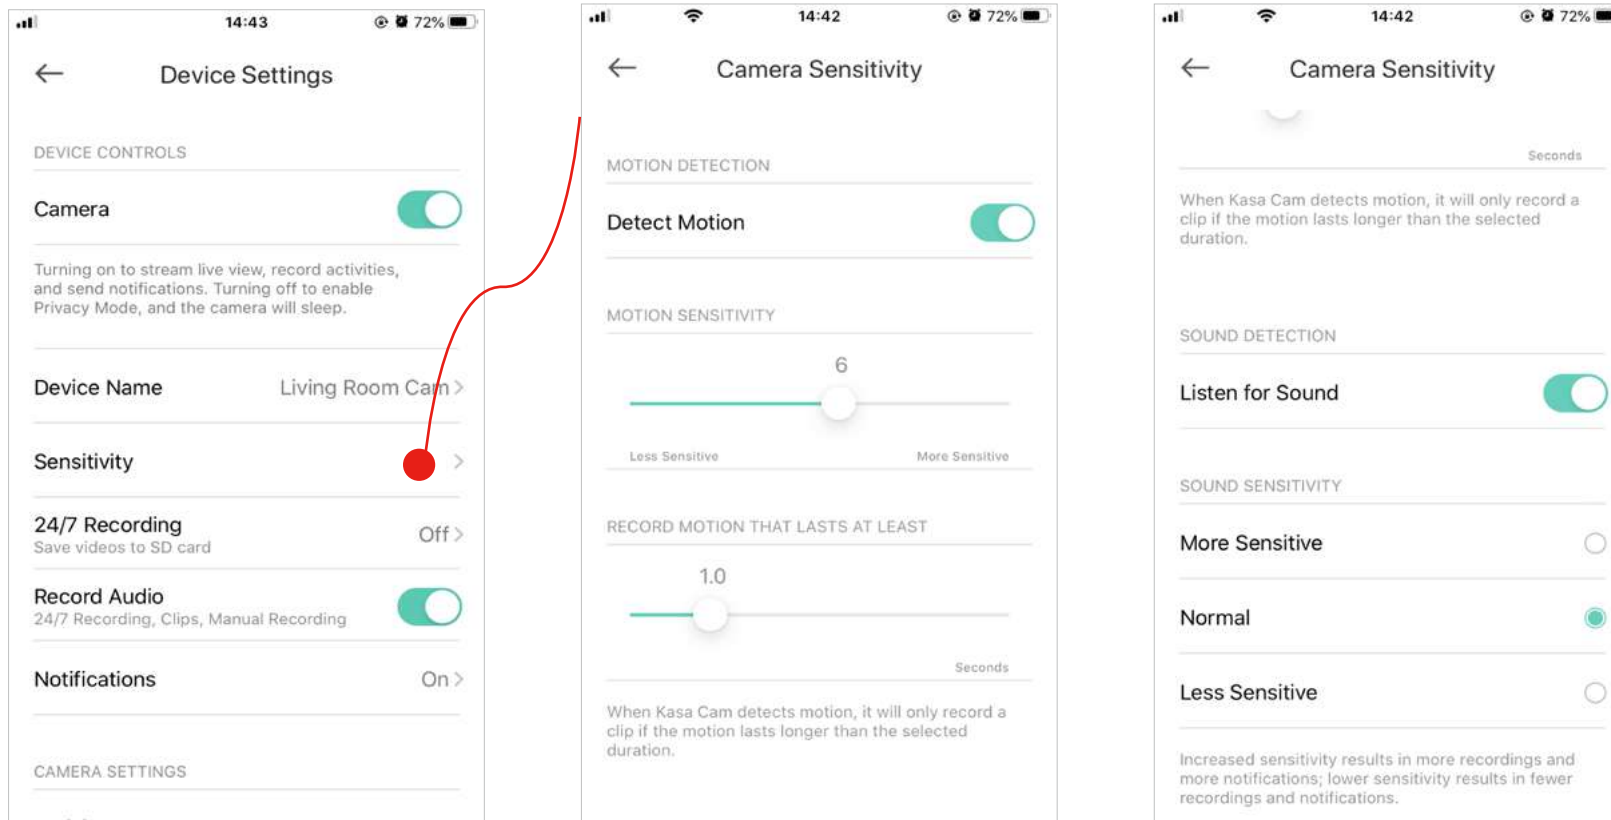 14:43
72%
Device Settings
DEVICE CONTROLS
Camera
Turning on to stream live view, record activities,
and send notifications. Turning off to enable
Privacy Mode, and the camera will sleep.
Device Name
Living Room Cam
Sensitivity
24/7 Recording
Save videos to SD card
Off
Record Audio
24/7 Recording, Clips, Manual Recording
Notifications
On
CAMERA SETTINGS
14:42
72%
Camera Sensitivity
MOTION DETECTION
Detect Motion
MOTION SENSITIVITY
6
Less Sensitive
More Sensitive
RECORD MOTION THAT LASTS AT LEAST
1.0
Seconds
When Kasa Cam detects motion, it will only record a
clip if the motion lasts longer than the selected
duration.
14:42
72%
Camera Sensitivity
Seconds
When Kasa Cam detects motion, it will only record a
clip if the motion lasts longer than the selected
duration.
SOUND DETECTION
Listen for Sound
SOUND SENSITIVITY
More Sensitive
Normal
Less Sensitive
Increased sensitivity results in more recordings and
more notifications; lower sensitivity results in fewer
recordings and notifications.